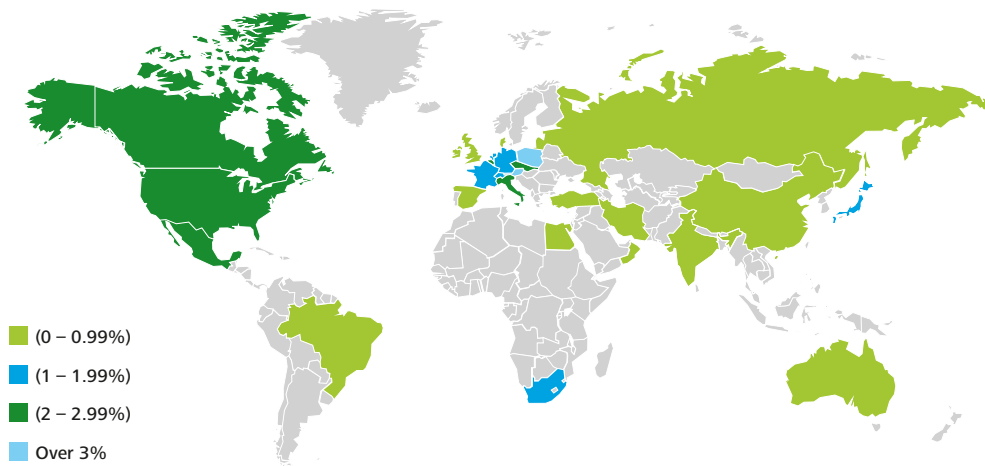 (0 – 0.99%)
(1 – 1.99%)
(2 – 2.99%)
Over 3%